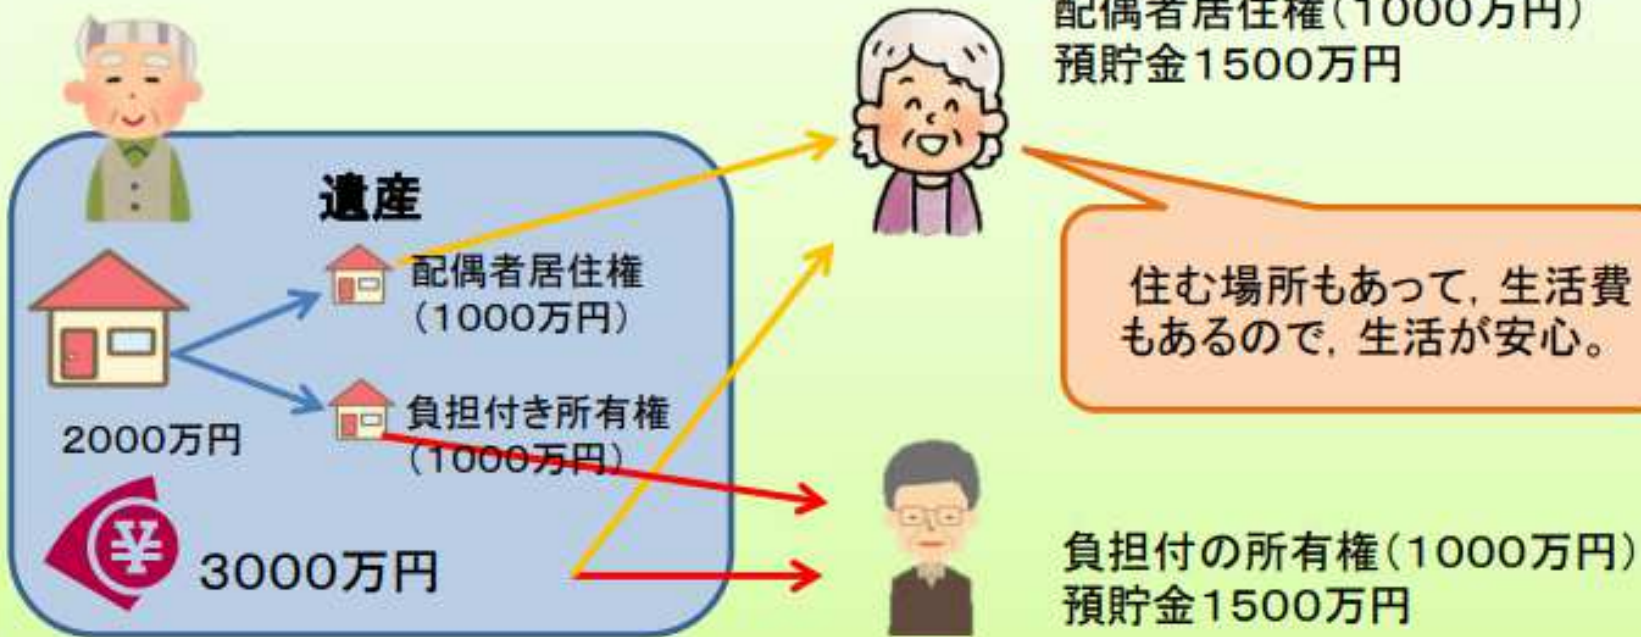 配偶者居住権(1000万円)
預貯金1500万円
遺産
配偶者居住権
(1000万円)
住む場所もあって, 生活費
もあるので, 生活が安心。
負担付き所有権
(1000万円)
2000万円
¥
3000万円
負担付の所有権(1000万円)
預貯金1500万円